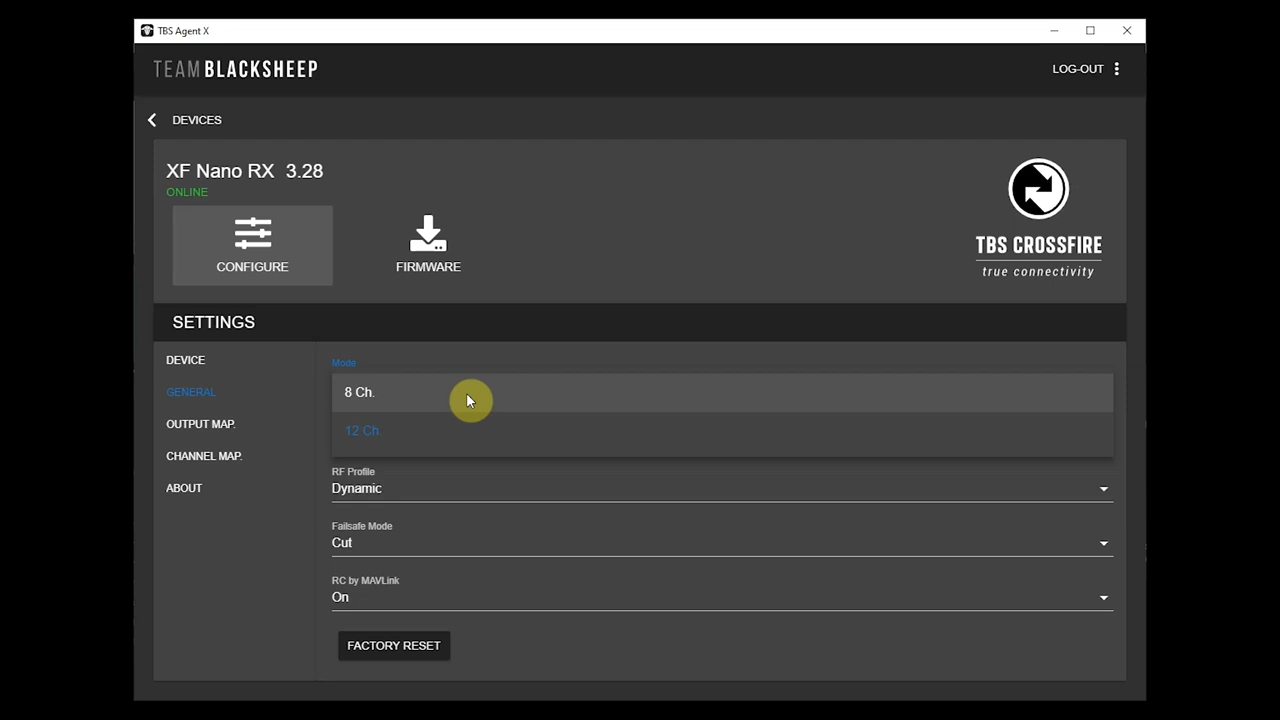 TBS Agent X
TEAMBLACKSHEEP
LOG-OUT
DEVICES
XF Nano RX 3.28
ONLINE
CONFIGURE
FIRMWARE
TBS CROSSFIRE
true connectivity
SETTINGS
DEVICE
GENERAL
OUTPUT MAP.
CHANNEL MAP.
ABOUT
Mode
8 Ch.
12 Ch.
RF Profile
Dynamic
Failsafe Mode
Cut
RC by MAVLink
On
FACTORY RESET